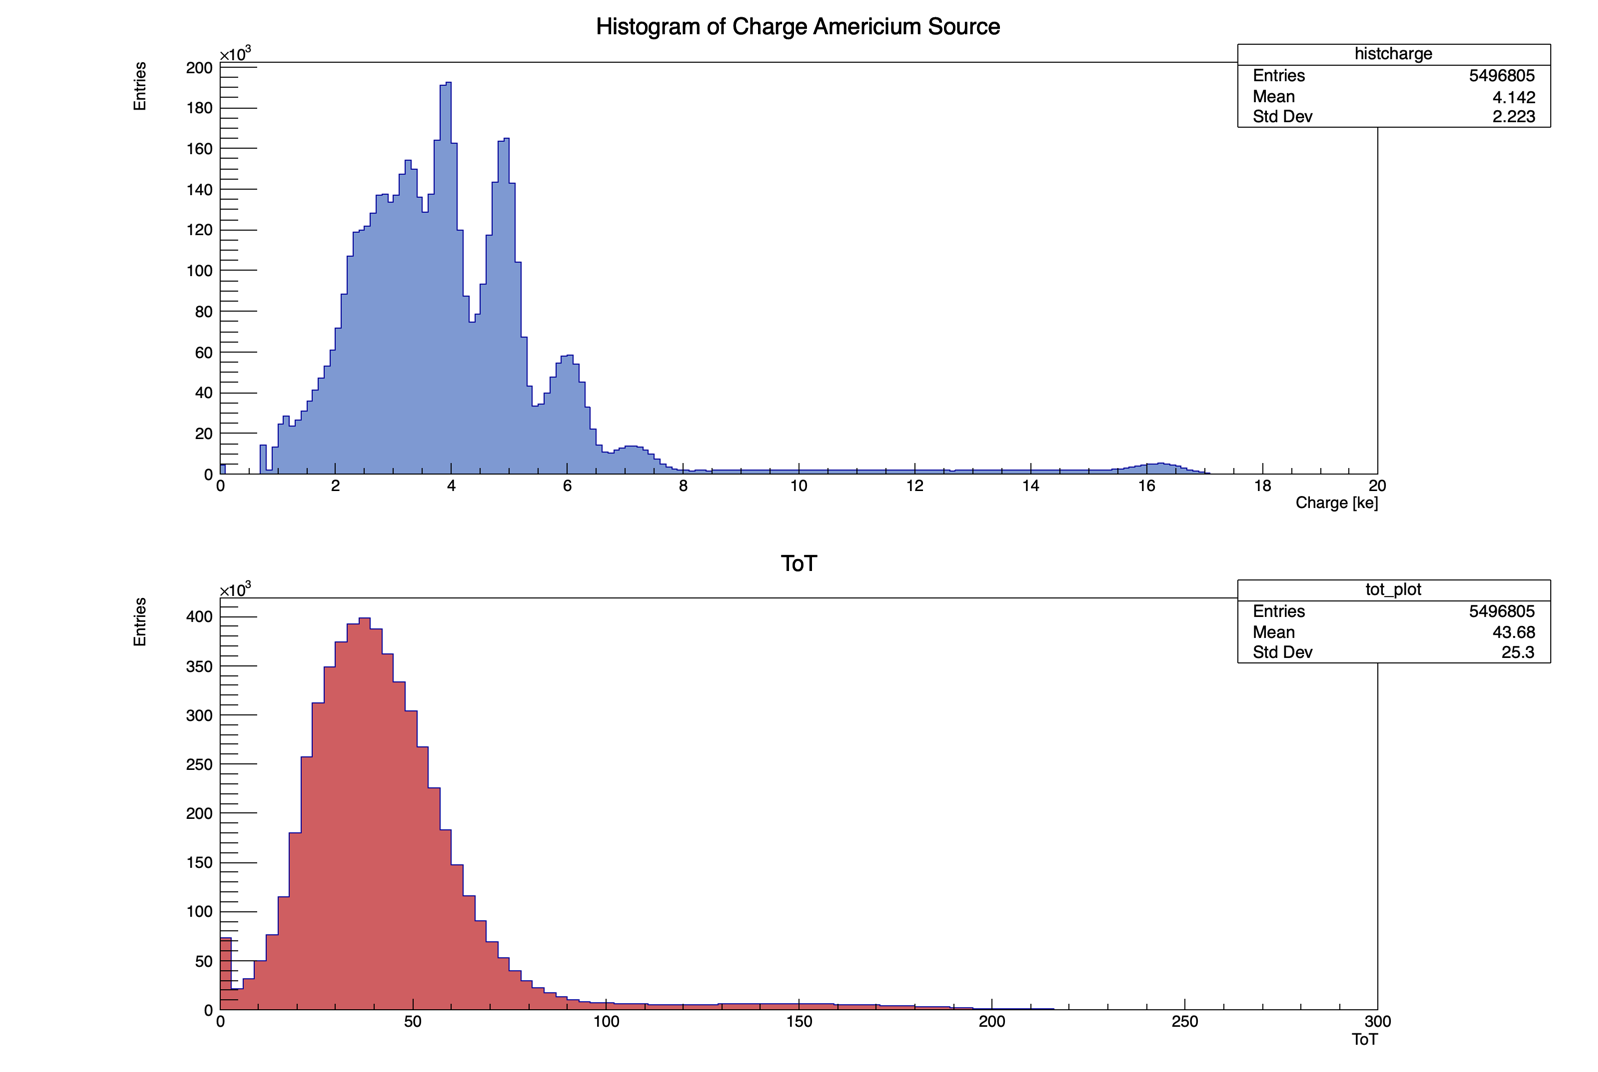 Histogram of Charge Americium Source
×10³
Entries
200
180
160
140
120
100
80
60
40
20
0
0 2 4 6 8 10 12 14 16 18 20
Charge [ke]
histcharge
Entries 5496805
Mean 4.142
Std Dev 2.223
ToT
×10³
Entries
400
350
300
250
200
150
100
50
0
0 50 100 150 200 250 300
ToT
tot_plot
Entries 5496805
Mean 43.68
Std Dev 25.3